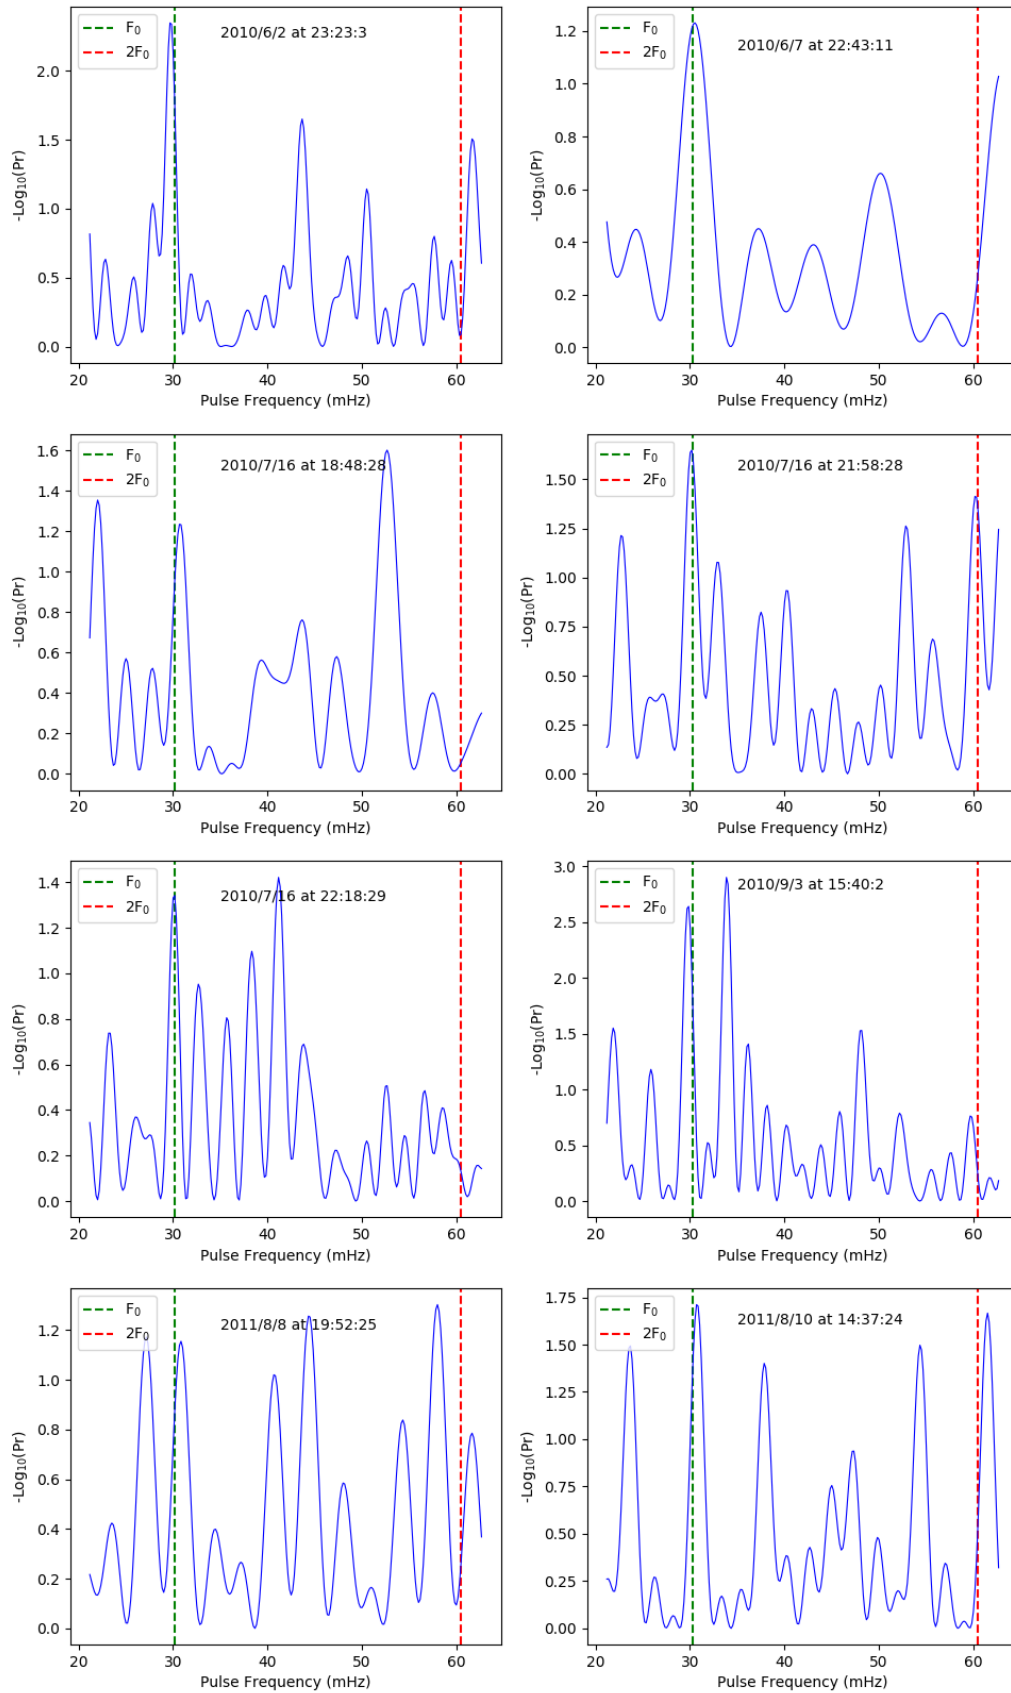 F₀
2F₀
2010/6/2 at 23:23:3
2.0
1.5
1.0
0.5
0.0
-Log₁₀(Pr)
20 30 40 50 60
Pulse Frequency (mHz)
F₀
2F₀
2010/6/7 at 22:43:11
1.2
1.0
0.8
0.6
0.4
0.2
0.0
-Log₁₀(Pr)
20 30 40 50 60
Pulse Frequency (mHz)
F₀
2F₀
2010/7/16 at 18:48:28
1.6
1.4
1.2
1.0
0.8
0.6
0.4
0.2
0.0
-Log₁₀(Pr)
20 30 40 50 60
Pulse Frequency (mHz)
F₀
2F₀
2010/7/16 at 21:58:28
1.50
1.25
1.00
0.75
0.50
0.25
0.00
-Log₁₀(Pr)
20 30 40 50 60
Pulse Frequency (mHz)
F₀
2F₀
2010/7/16 at 22:18:29
1.4
1.2
1.0
0.8
0.6
0.4
0.2
0.0
-Log₁₀(Pr)
20 30 40 50 60
Pulse Frequency (mHz)
F₀
2F₀
2010/9/3 at 15:40:2
3.0
2.5
2.0
1.5
1.0
0.5
0.0
-Log₁₀(Pr)
20 30 40 50 60
Pulse Frequency (mHz)
F₀
2F₀
2011/8/8 at 19:52:25
1.2
1.0
0.8
0.6
0.4
0.2
0.0
-Log₁₀(Pr)
20 30 40 50 60
Pulse Frequency (mHz)
F₀
2F₀
2011/8/10 at 14:37:24
1.75
1.50
1.25
1.00
0.75
0.50
0.25
0.00
-Log₁₀(Pr)
20 30 40 50 60
Pulse Frequency (mHz)